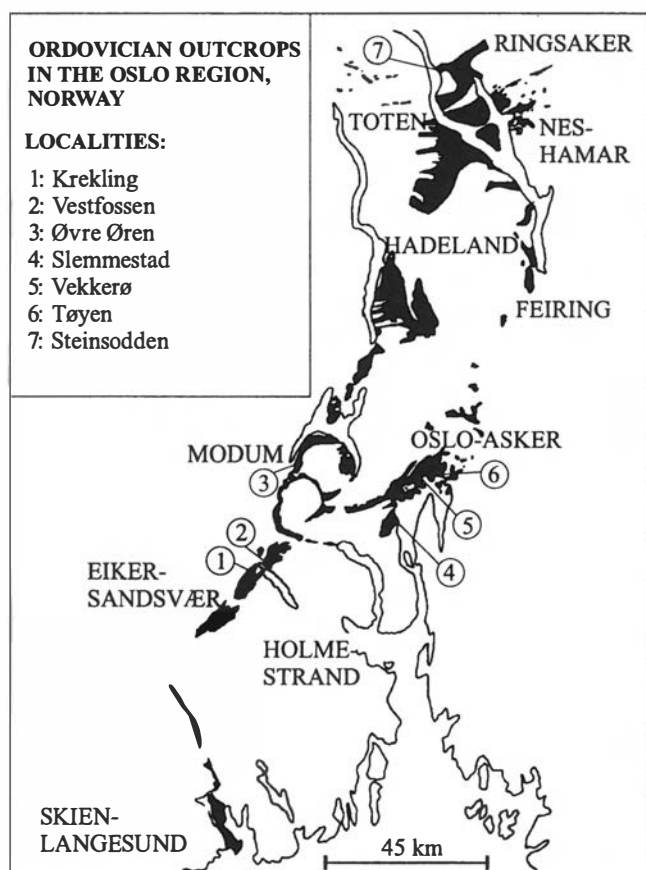 ORDOVICIAN OUTCROPS
IN THE OSLO REGION,
NORWAY
LOCALITIES:
1: Krekling
2: Vestfossen
3: Øvre Øren
4: Slemmestad
5: Vekkerø
6: Tøyen
7: Steinsodden
7
RINGSAKER
TOTEN
NES-
HAMAR
HADELAND
FEIRING
MODUM
OSLO-ASKER
3
6
5
2
1
4
EIKER-
SANDSVÆR
HOLME-
STRAND
SKIEN-
LANGESUND
45 km